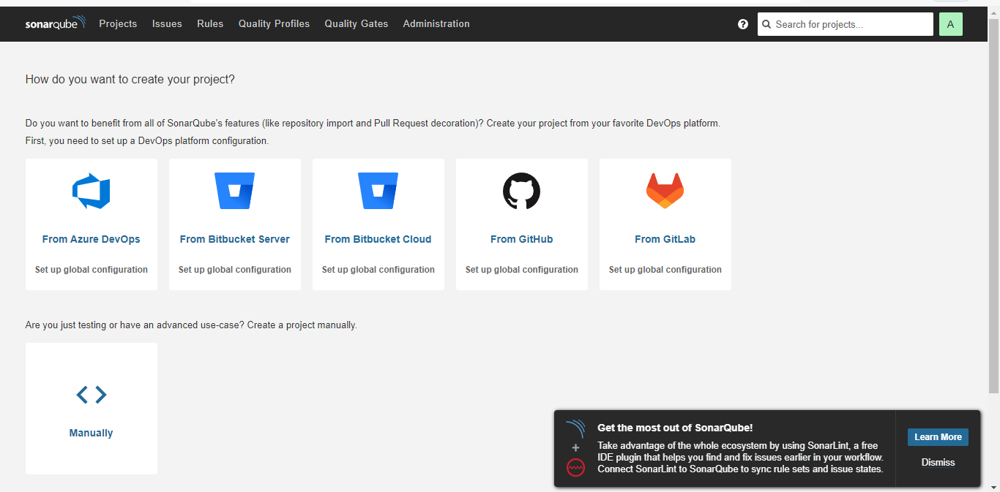 sonarqube Projects Issues Rules Quality Profiles Quality Gates Administration ? Search for projects... A
How do you want to create your project?
Do you want to benefit from all of SonarQube's features (like repository import and Pull Request decoration)? Create your project from your favorite DevOps platform.
First, you need to set up a DevOps platform configuration.
From Azure DevOps From Bitbucket Server From Bitbucket Cloud From GitHub From GitLab
Set up global configuration Set up global configuration Set up global configuration Set up global configuration Set up global configuration
Are you just testing or have an advanced use-case? Create a project manually.
Manually
Get the most out of SonarQube!
Take advantage of the whole ecosystem by using SonarLint, a free
IDE plugin that helps you find and fix issues earlier in your workflow.
Connect SonarLint to SonarQube to sync rule sets and issue states.
Learn More
Dismiss